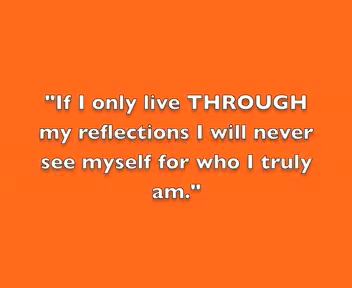 "If I only live THROUGH
my reflections I will never
see myself for who I truly
am."